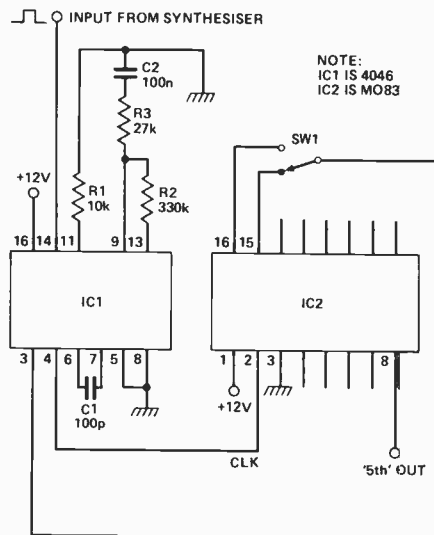 INPUT FROM SYNTHESISER
C2
100n
NOTE:
IC1 IS 4046
IC2 IS MO83
R3
27k
SW1
+12V
R1
10k
R2
330k
16 14 11 9 13
16 15
IC1
IC2
3 4 6 7 5 8
1 2 3 8
C1
100p
+12V
CLK
'5th' OUT